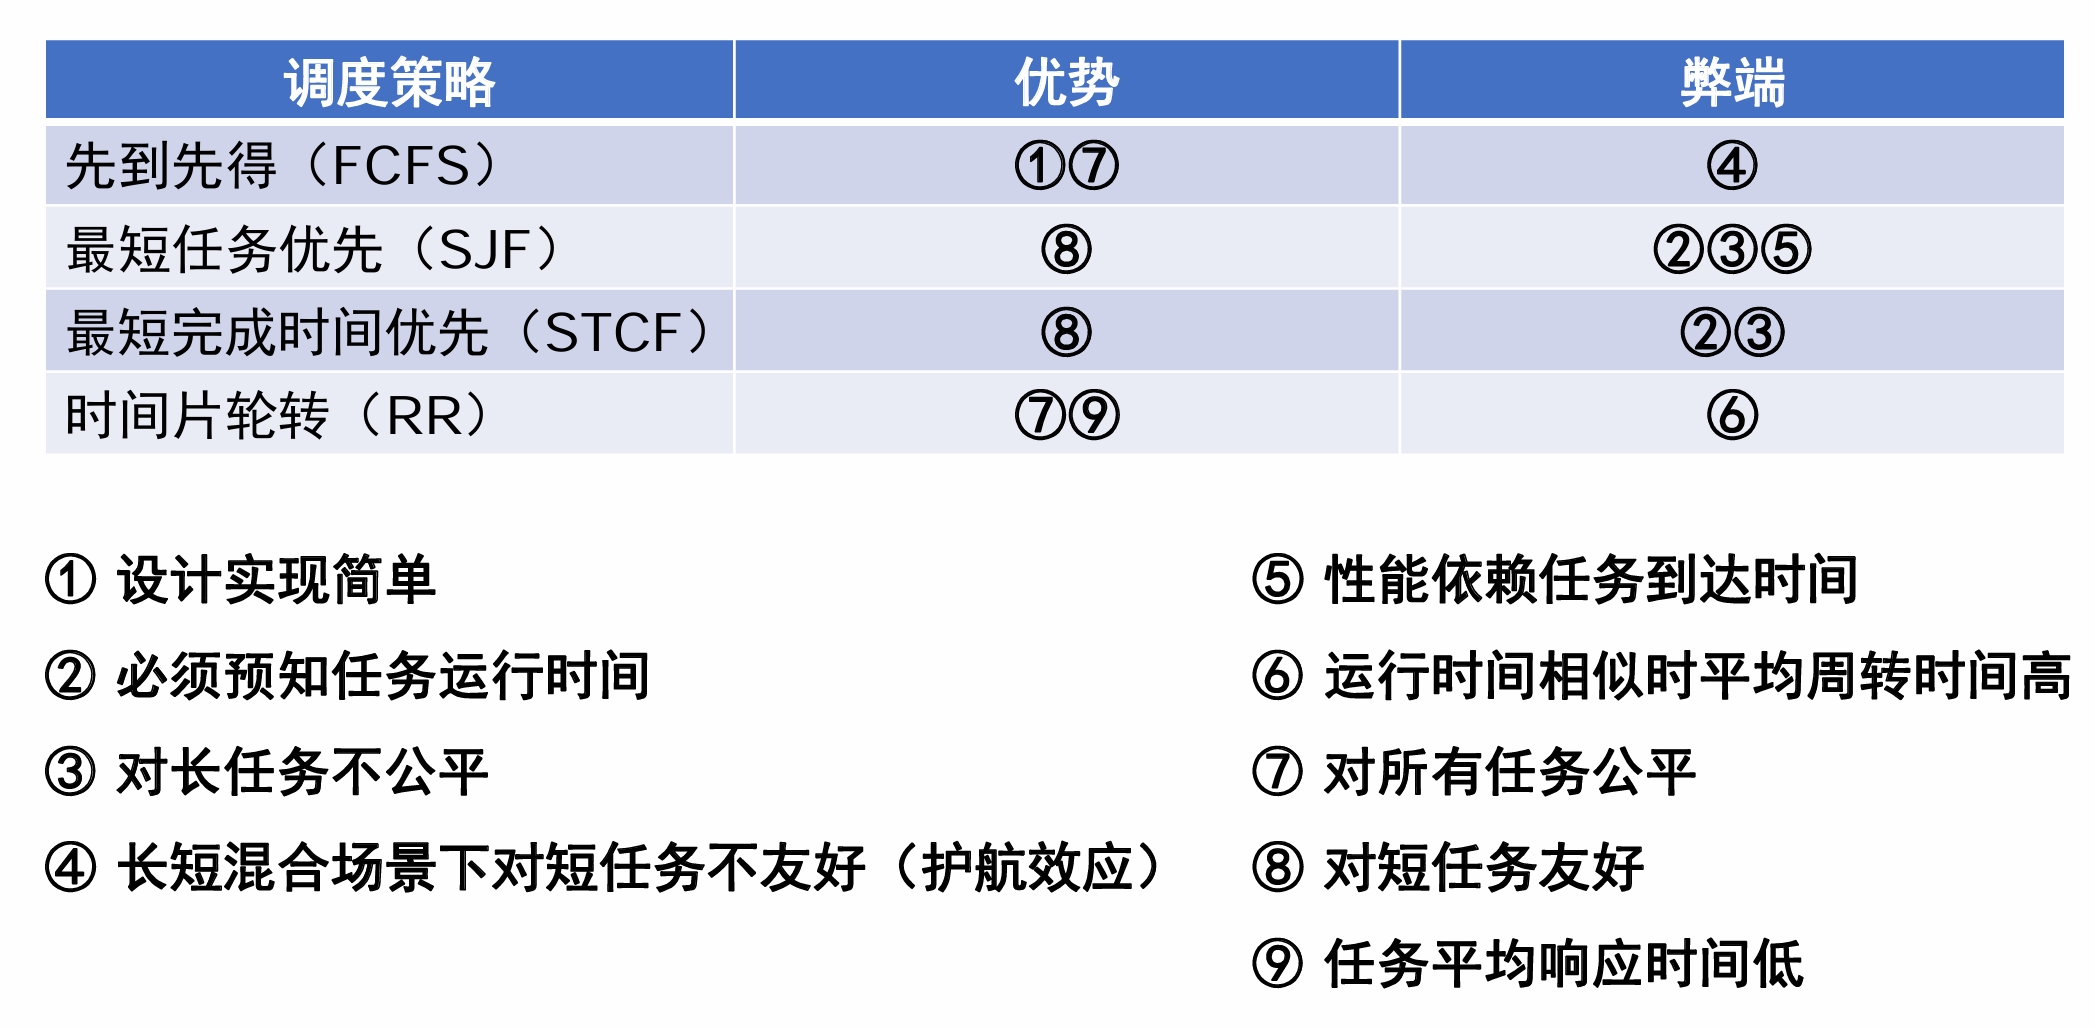 调度策略 优势 弊端
先到先得（FCFS） ①⑦ ④
最短任务优先（SJF） ⑧ ②③⑤
最短完成时间优先（STCF） ⑧ ②③
时间片轮转（RR） ⑦⑨ ⑥
① 设计实现简单
② 必须预知任务运行时间
③ 对长任务不公平
④ 长短混合场景下对短任务不友好（护航效应）
⑤ 性能依赖任务到达时间
⑥ 运行时间相似时平均周转时间高
⑦ 对所有任务公平
⑧ 对短任务友好
⑨ 任务平均响应时间低